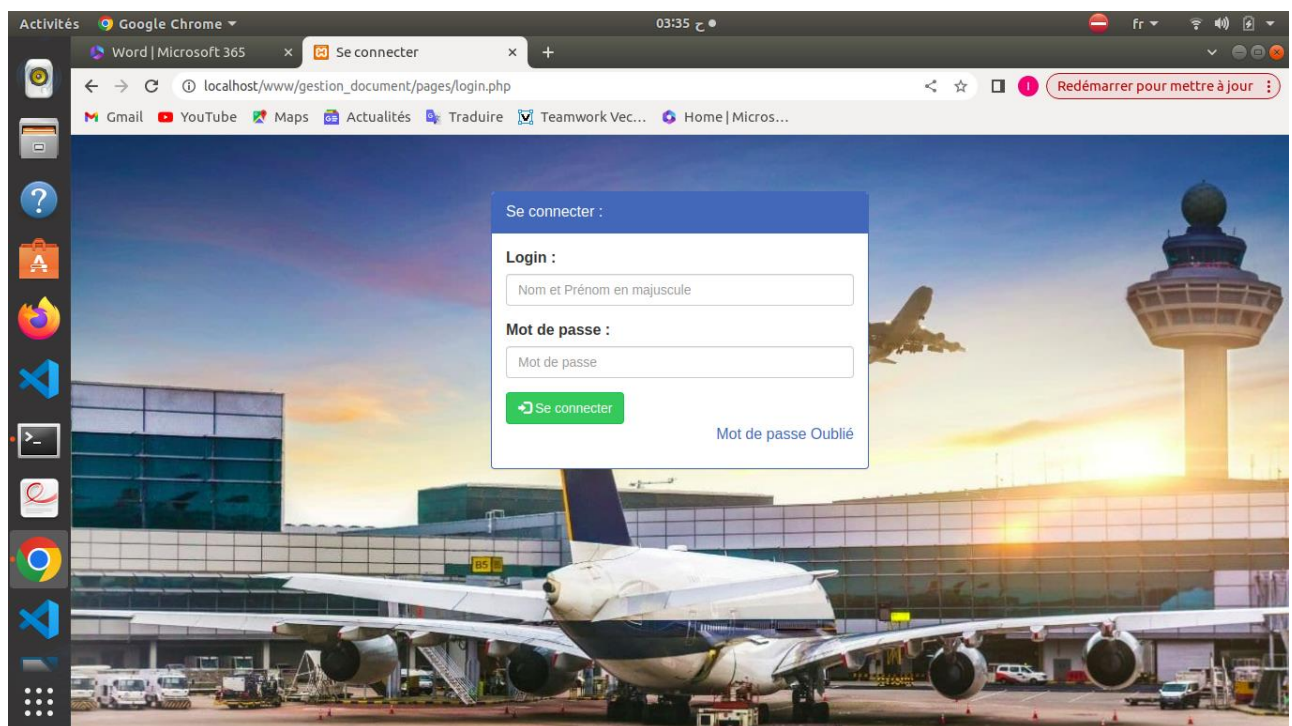 Activités Google Chrome 03:35 ح fr
Word | Microsoft 365 Se connecter
localhost/www/gestion_document/pages/login.php I Redémarrer pour mettre à jour
Gmail YouTube Maps Actualités Traduire Teamwork Vec... Home | Micros...
Se connecter :
Login :
Nom et Prénom en majuscule
Mot de passe :
Mot de passe
Se connecter
Mot de passe Oublié
B5